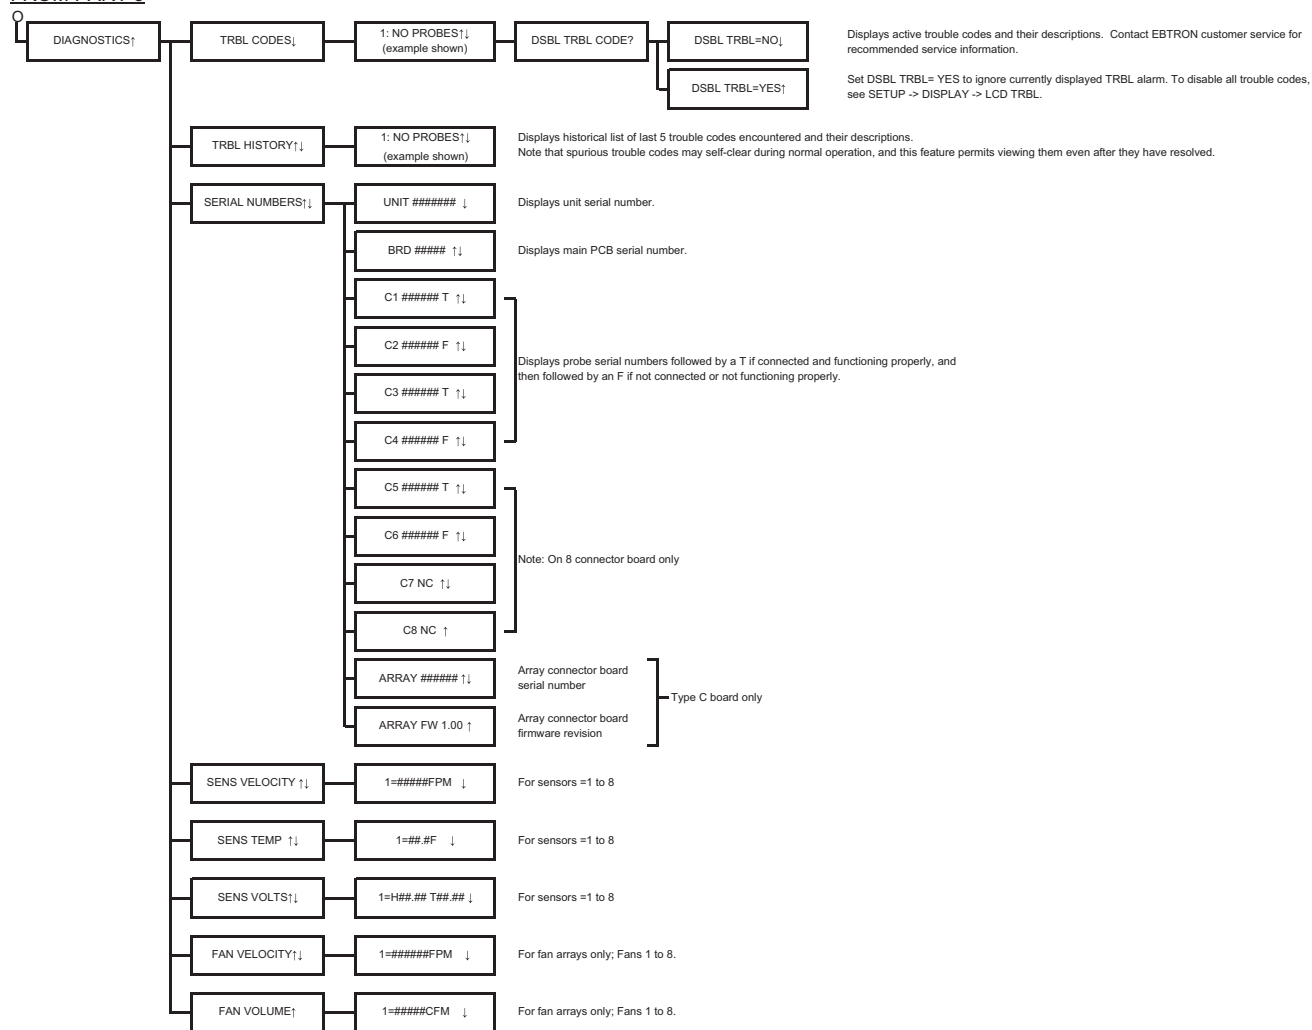 O
DIAGNOSTICS↑
TRBL CODES↓
1: NO PROBES↑↓
(example shown)
DSBL TRBL CODE?
DSBL TRBL=NO↓
Displays active trouble codes and their descriptions. Contact EBTRON customer service for
recommended service information.
DSBL TRBL=YES↑
Set DSBL TRBL= YES to ignore currently displayed TRBL alarm. To disable all trouble codes,
see SETUP -> DISPLAY -> LCD TRBL.
TRBL HISTORY↑↓
1: NO PROBES↑↓
(example shown)
Displays historical list of last 5 trouble codes encountered and their descriptions.
Note that spurious trouble codes may self-clear during normal operation, and this feature permits viewing them even after they have resolved.
SERIAL NUMBERS↑↓
UNIT ####### ↓
Displays unit serial number.
BRD ##### ↑↓
Displays main PCB serial number.
C1 ###### T ↑↓
C2 ###### F ↑↓
Displays probe serial numbers followed by a T if connected and functioning properly, and
then followed by an F if not connected or not functioning properly.
C3 ###### T ↑↓
C4 ###### F ↑↓
C5 ###### T ↑↓
C6 ###### F ↑↓
Note: On 8 connector board only
C7 NC ↑↓
C8 NC ↑
ARRAY ###### ↑↓
Array connector board
serial number
Type C board only
ARRAY FW 1.00 ↑
Array connector board
firmware revision
SENS VELOCITY ↑↓
1=#####FPM ↓
For sensors =1 to 8
SENS TEMP ↑↓
1=##.#F ↓
For sensors =1 to 8
SENS VOLTS↑↓
1=H##.## T##.## ↓
For sensors =1 to 8
FAN VELOCITY↑↓
1=######FPM ↓
For fan arrays only; Fans 1 to 8.
FAN VOLUME↑
1=#####CFM ↓
For fan arrays only; Fans 1 to 8.